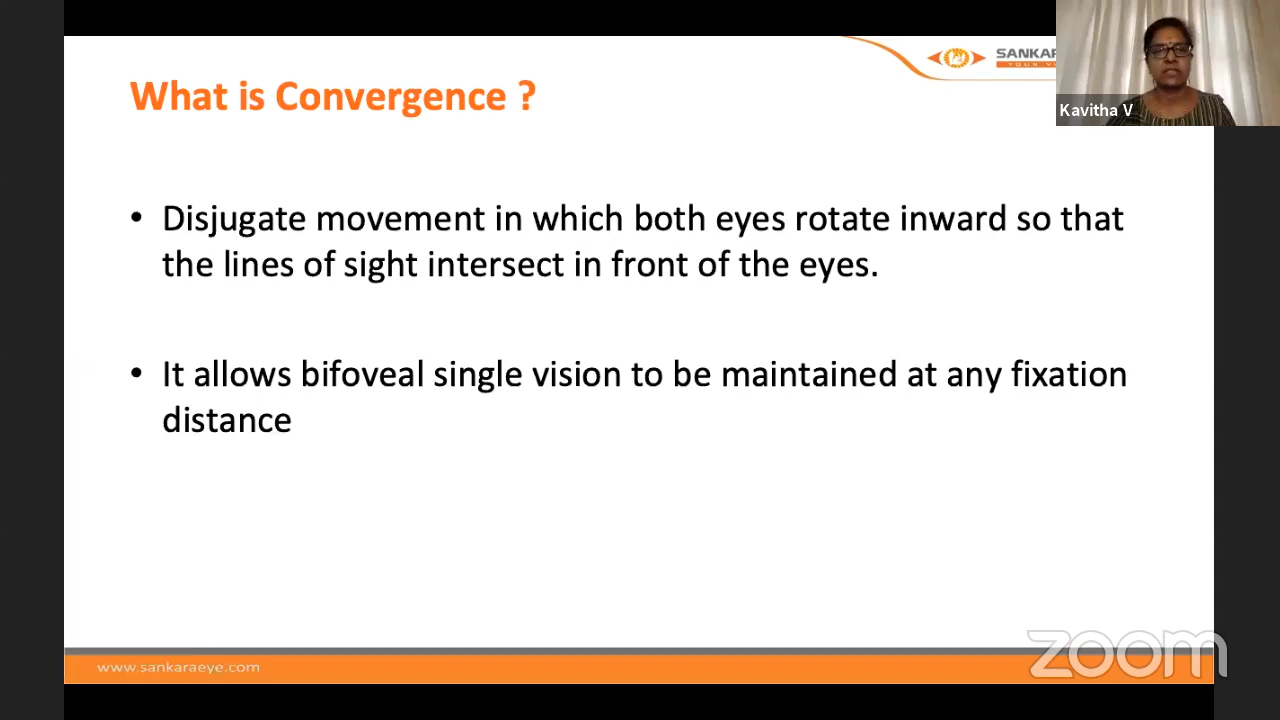 What is Convergence ?
SANKARA
Kavitha V
• Disjugate movement in which both eyes rotate inward so that
the lines of sight intersect in front of the eyes.
• It allows bifoveal single vision to be maintained at any fixation
distance
www.sankaraeye.com
zoom